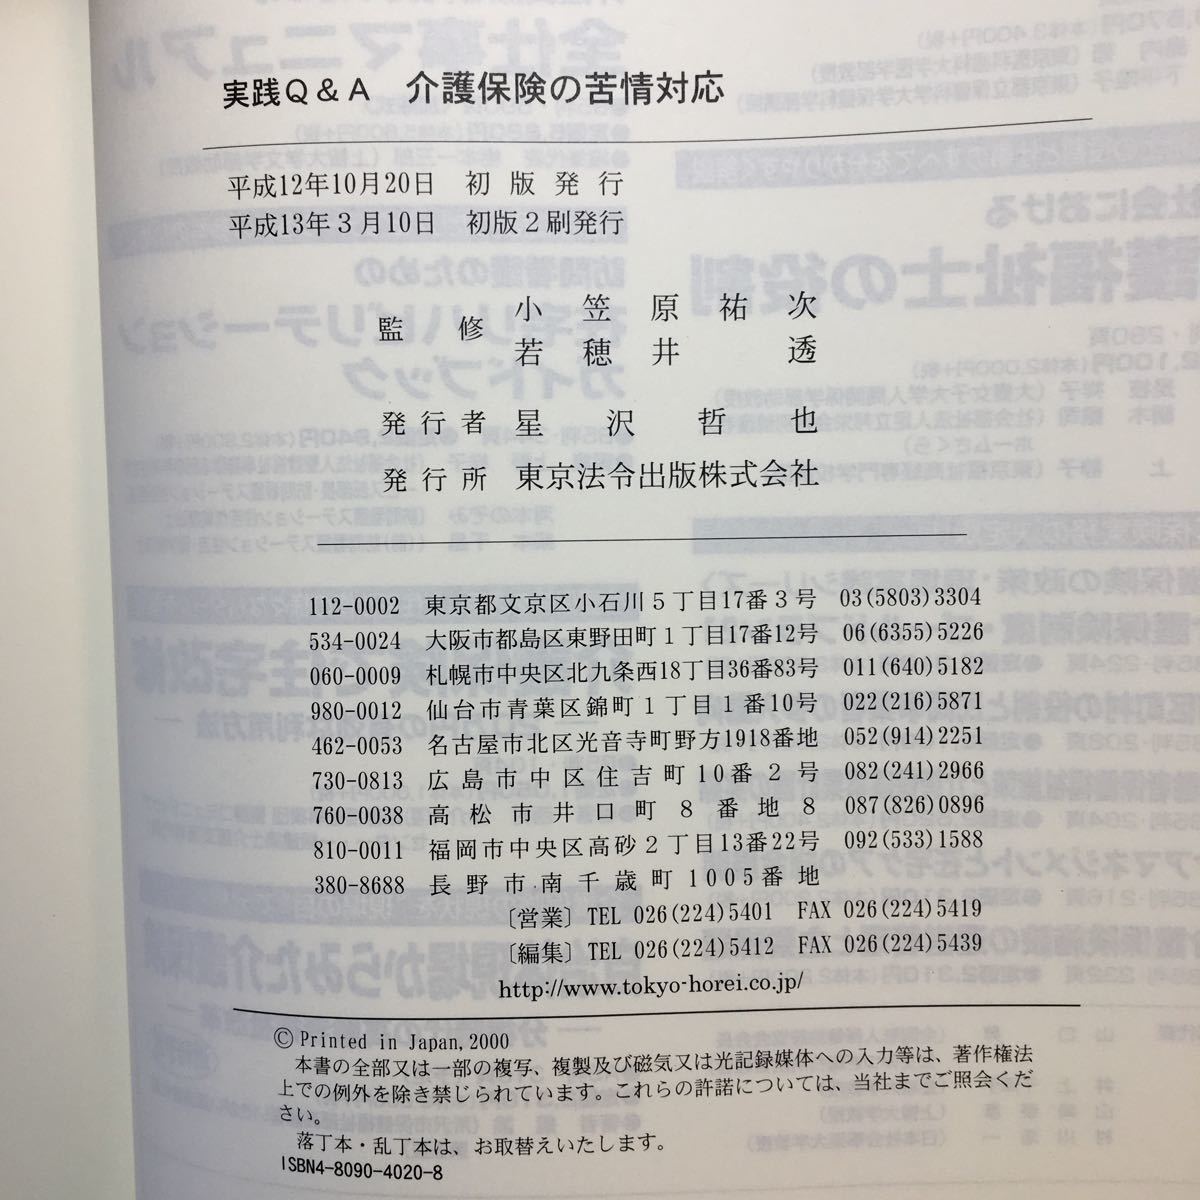 実践Q&A　介護保険の苦情対応
平成12年10月20日　初版発行
平成13年3月10日　初版2刷発行
監修 小笠原祐次
若穂井透
発行者 星沢哲也
発行所 東京法令出版株式会社
112-0002 東京都文京区小石川5丁目17番3号 03(5803)3304
534-0024 大阪市都島区東野田町1丁目17番12号 06(6355)5226
060-0009 札幌市中央区北九条西18丁目36番83号 011(640)5182
980-0012 仙台市青葉区錦町1丁目1番10号 022(216)5871
462-0053 名古屋市北区光音寺町野方1918番地 052(914)2251
730-0813 広島市中区住吉町10番2号 082(241)2966
760-0038 高松市井口町8番地8 087(826)0896
810-0011 福岡市中央区高砂2丁目13番22号 092(533)1588
380-8688 長野市南千歳町1005番地
〔営業〕TEL 026(224)5401 FAX 026(224)5419
〔編集〕TEL 026(224)5412 FAX 026(224)5439
http://www.tokyo-horei.co.jp/
©Printed in Japan, 2000
本書の全部又は一部の複写、複製及び磁気又は光記録媒体への入力等は、著作権法
上での例外を除き禁じられています。これらの許諾については、当社までご照会くだ
さい。
落丁本・乱丁本は、お取替えいたします。
ISBN4-8090-4020-8